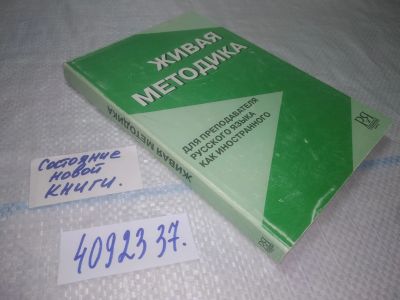 ЖИВАЯ
МЕТОДИКА
ДЛЯ ПРЕПОДАВАТЕЛЯ
РУССКОГО ЯЗЫКА
КАК ИНОСТРАННОГО
ЖИВАЯ МЕТОДИКА
Состояние
новой
книги.
4092337.